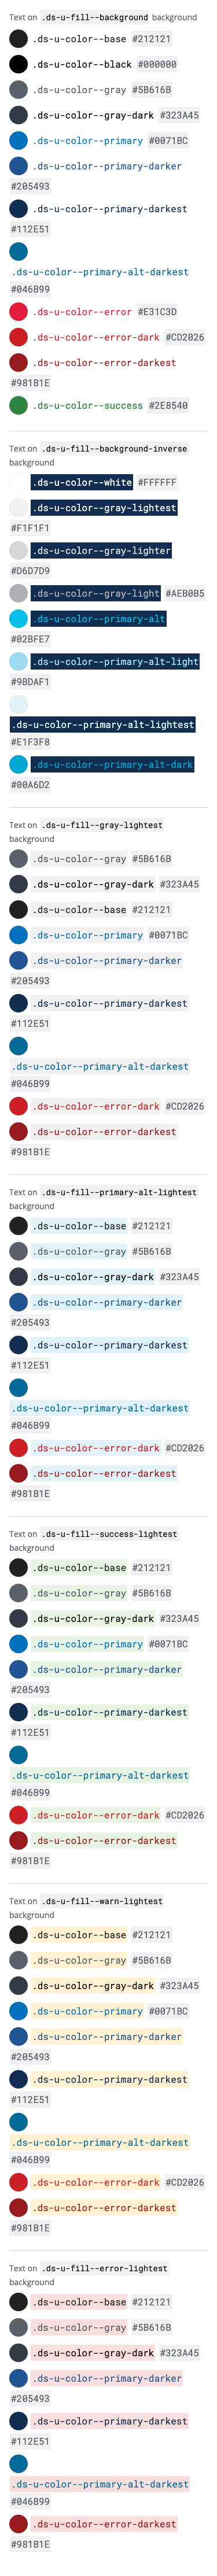 Text on .ds-u-fill--background background
.ds-u-color--base #212121
.ds-u-color--black #000000
.ds-u-color--gray #5B616B
.ds-u-color--gray-dark #323A45
.ds-u-color--primary #0071BC
.ds-u-color--primary-darker
#205493
.ds-u-color--primary-darkest
#112E51
.ds-u-color--primary-alt-darkest
#046B99
.ds-u-color--error #E31C3D
.ds-u-color--error-dark #CD2026
.ds-u-color--error-darkest
#981B1E
.ds-u-color--success #2E8540
Text on .ds-u-fill--background-inverse
background
.ds-u-color--white #FFFFFF
.ds-u-color--gray-lightest
#F1F1F1
.ds-u-color--gray-lighter
#D6D7D9
.ds-u-color--gray-light #AEB0B5
.ds-u-color--primary-alt
#02BFE7
.ds-u-color--primary-alt-light
#9BDAF1
.ds-u-color--primary-alt-lightest
#E1F3F8
.ds-u-color--primary-alt-dark
#00A6D2
Text on .ds-u-fill--gray-lightest
background
.ds-u-color--gray #5B616B
.ds-u-color--gray-dark #323A45
.ds-u-color--base #212121
.ds-u-color--primary #0071BC
.ds-u-color--primary-darker
#205493
.ds-u-color--primary-darkest
#112E51
.ds-u-color--primary-alt-darkest
#046B99
.ds-u-color--error-dark #CD2026
.ds-u-color--error-darkest
#981B1E
Text on .ds-u-fill--primary-alt-lightest
background
.ds-u-color--base #212121
.ds-u-color--gray #5B616B
.ds-u-color--gray-dark #323A45
.ds-u-color--primary-darker
#205493
.ds-u-color--primary-darkest
#112E51
.ds-u-color--primary-alt-darkest
#046B99
.ds-u-color--error-dark #CD2026
.ds-u-color--error-darkest
#981B1E
Text on .ds-u-fill--success-lightest
background
.ds-u-color--base #212121
.ds-u-color--gray #5B616B
.ds-u-color--gray-dark #323A45
.ds-u-color--primary #0071BC
.ds-u-color--primary-darker
#205493
.ds-u-color--primary-darkest
#112E51
.ds-u-color--primary-alt-darkest
#046B99
.ds-u-color--error-dark #CD2026
.ds-u-color--error-darkest
#981B1E
Text on .ds-u-fill--warn-lightest
background
.ds-u-color--base #212121
.ds-u-color--gray #5B616B
.ds-u-color--gray-dark #323A45
.ds-u-color--primary #0071BC
.ds-u-color--primary-darker
#205493
.ds-u-color--primary-darkest
#112E51
.ds-u-color--primary-alt-darkest
#046B99
.ds-u-color--error-dark #CD2026
.ds-u-color--error-darkest
#981B1E
Text on .ds-u-fill--error-lightest
background
.ds-u-color--base #212121
.ds-u-color--gray #5B616B
.ds-u-color--gray-dark #323A45
.ds-u-color--primary-darker
#205493
.ds-u-color--primary-darkest
#112E51
.ds-u-color--primary-alt-darkest
#046B99
.ds-u-color--error-darkest
#981B1E